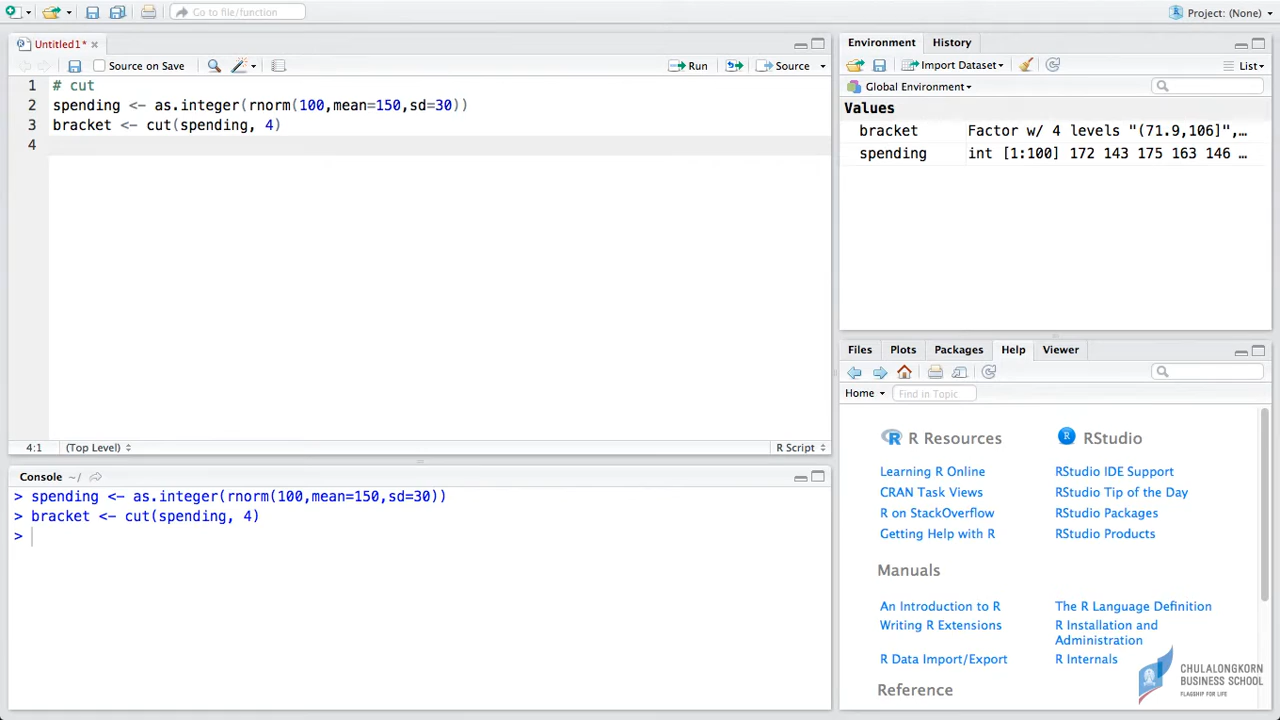 Go to file/function
Project: (None)
Untitled1*
Source on Save
Run
Source
1 # cut
2 spending <- as.integer(rnorm(100,mean=150,sd=30))
3 bracket <- cut(spending, 4)
4
4:1 (Top Level) R Script
Console ~/
> spending <- as.integer(rnorm(100,mean=150,sd=30))
> bracket <- cut(spending, 4)
>
Environment History
Import Dataset List
Global Environment
Values
bracket Factor w/ 4 levels "(71.9,106]",…
spending int [1:100] 172 143 175 163 146 …
Files Plots Packages Help Viewer
Home Find in Topic
R Resources
Learning R Online
CRAN Task Views
R on StackOverflow
Getting Help with R
R RStudio
RStudio IDE Support
RStudio Tip of the Day
RStudio Packages
RStudio Products
Manuals
An Introduction to R
Writing R Extensions
R Data Import/Export
The R Language Definition
R Installation and
Administration
R Internals
Reference
CHULALONGKORN
BUSINESS SCHOOL
FLAGSHIP FOR LIFE